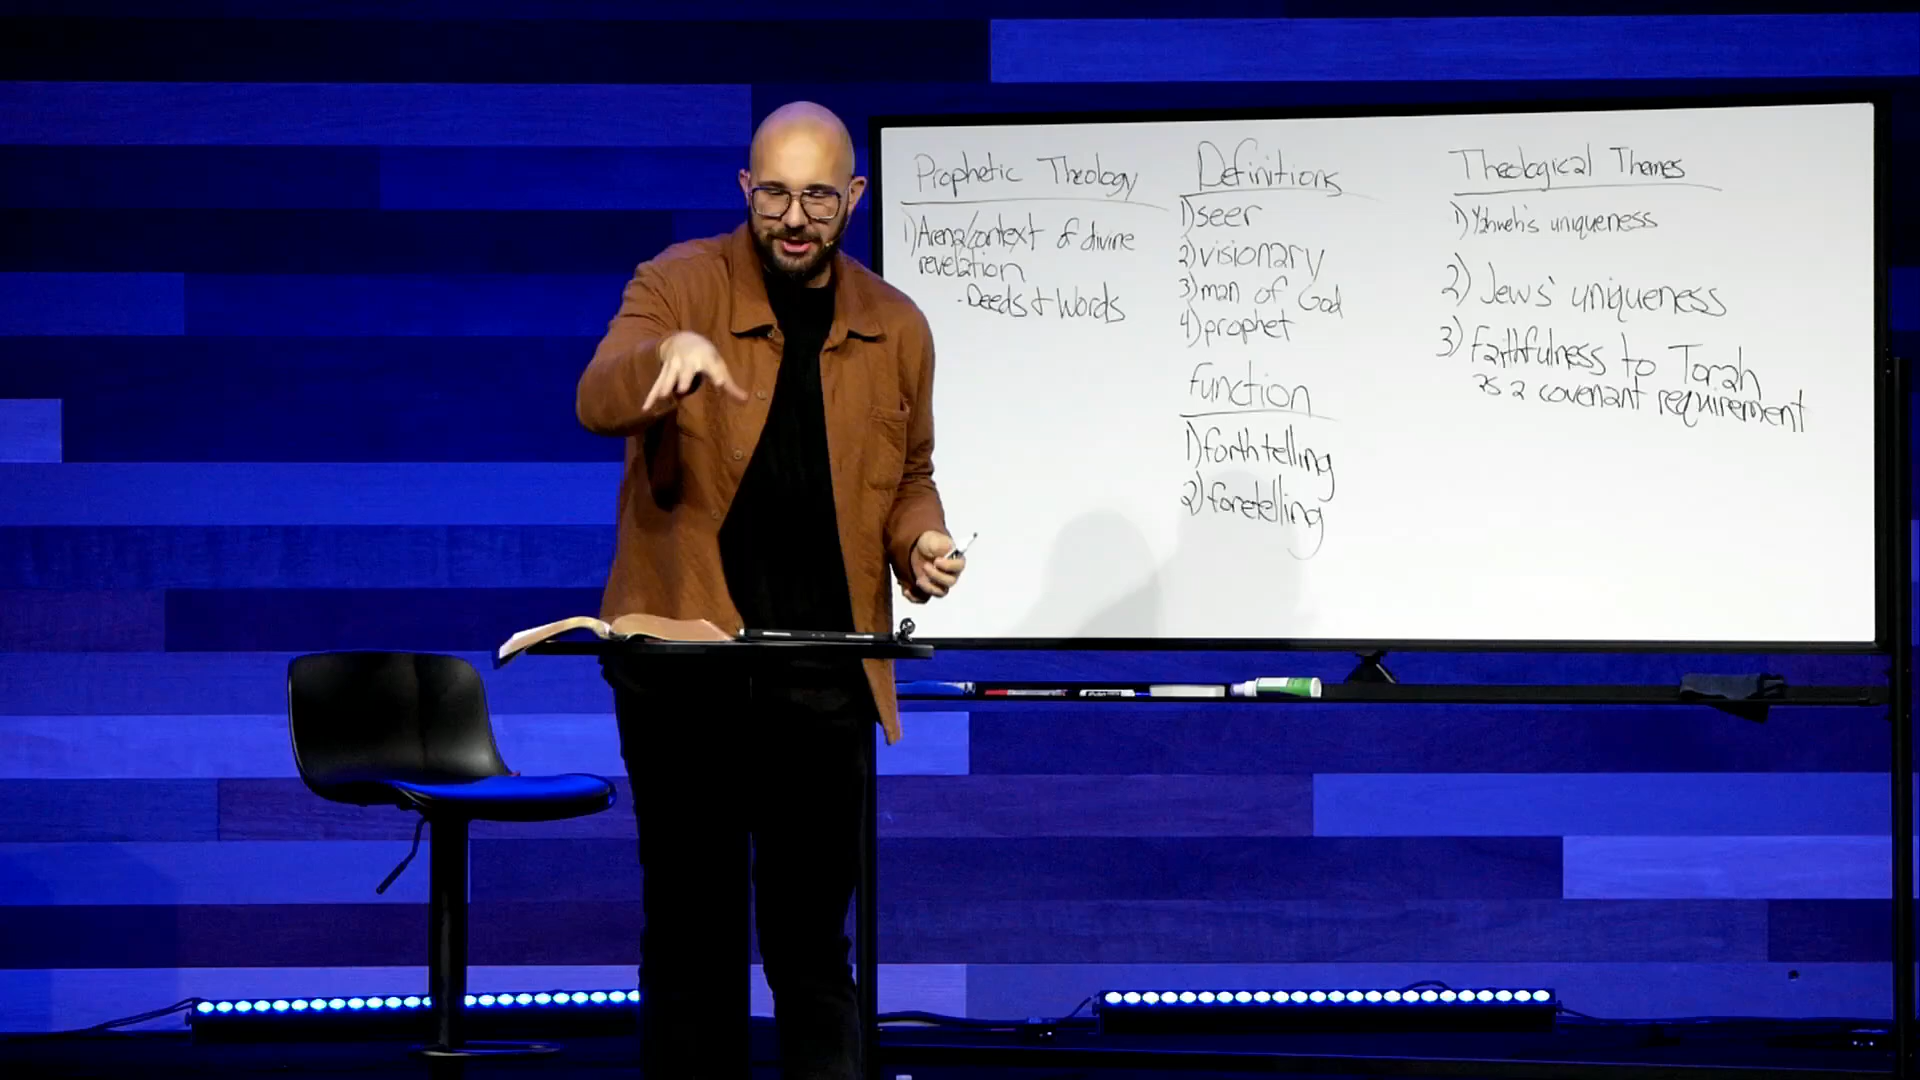 Prophetic Theology
1) Arena/context of divine
revelation
- Deeds & Words
Definitions
1) seer
2) visionary
3) man of God
4) prophet
Function
1) forthtelling
2) foretelling
Theological Themes
1) Yahweh's uniqueness
2) Jews' uniqueness
3) Faithfulness to Torah
as a covenant requirement